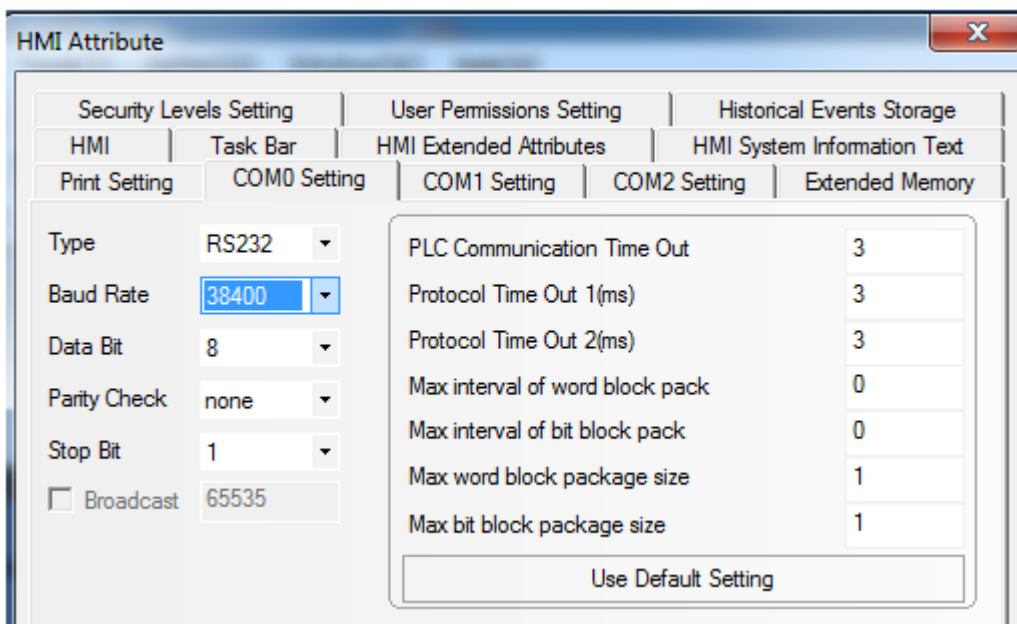 HMI Attribute
Security Levels Setting User Permissions Setting Historical Events Storage
HMI Task Bar HMI Extended Attributes HMI System Information Text
Print Setting COM0 Setting COM1 Setting COM2 Setting Extended Memory
Type RS232
Baud Rate 38400
Data Bit 8
Parity Check none
Stop Bit 1
Broadcast 65535
PLC Communication Time Out 3
Protocol Time Out 1(ms) 3
Protocol Time Out 2(ms) 3
Max interval of word block pack 0
Max interval of bit block pack 0
Max word block package size 1
Max bit block package size 1
Use Default Setting